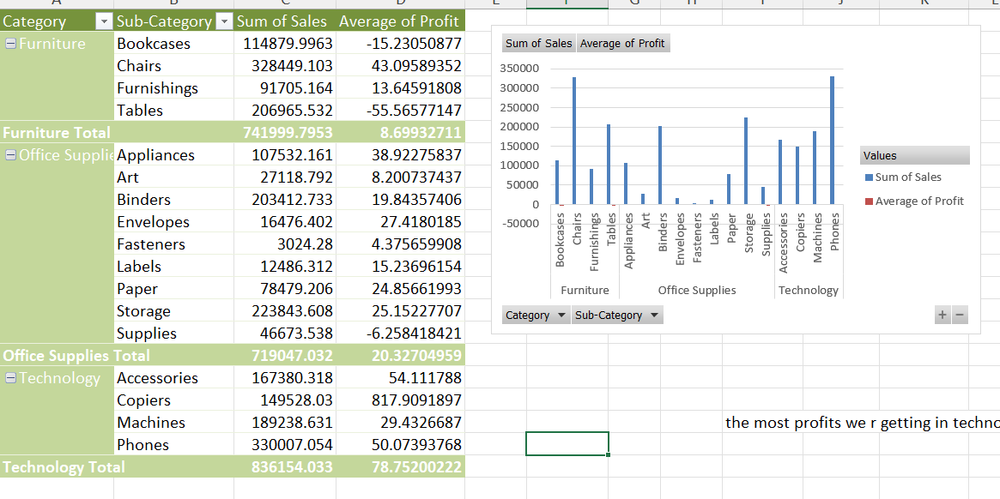 Category Sub-Category Sum of Sales Average of Profit
Furniture Bookcases 114879.9963 -15.23050877
Chairs 328449.103 43.09589352
Furnishings 91705.164 13.64591808
Tables 206965.532 -55.56577147
Furniture Total 741999.7953 8.69932711
Office Supplie Appliances 107532.161 38.92275837
Art 27118.792 8.200737437
Binders 203412.733 19.84357406
Envelopes 16476.402 27.4180185
Fasteners 3024.28 4.375659908
Labels 12486.312 15.23696154
Paper 78479.206 24.85661993
Storage 223843.608 25.15227707
Supplies 46673.538 -6.258418421
Office Supplies Total 719047.032 20.32704959
Technology Accessories 167380.318 54.111788
Copiers 149528.03 817.9091897
Machines 189238.631 29.4326687
Phones 330007.054 50.07393768
Technology Total 836154.033 78.75200222
Sum of Sales Average of Profit
350000
300000
250000
200000
150000
100000
50000
0
-50000
Bookcases
Chairs
Furnishings
Tables
Appliances
Art
Binders
Envelopes
Fasteners
Labels
Paper
Storage
Supplies
Accessories
Copiers
Machines
Phones
Furniture Office Supplies Technology
Values
Sum of Sales
Average of Profit
Category Sub-Category + −
the most profits we r getting in techno